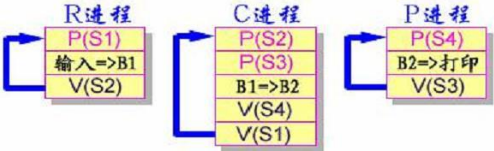 R进程
P(S1)
输入=>B1
V(S2)
C进程
P(S2)
P(S3)
B1=>B2
V(S4)
V(S1)
P进程
P(S4)
B2=>打印
V(S3)